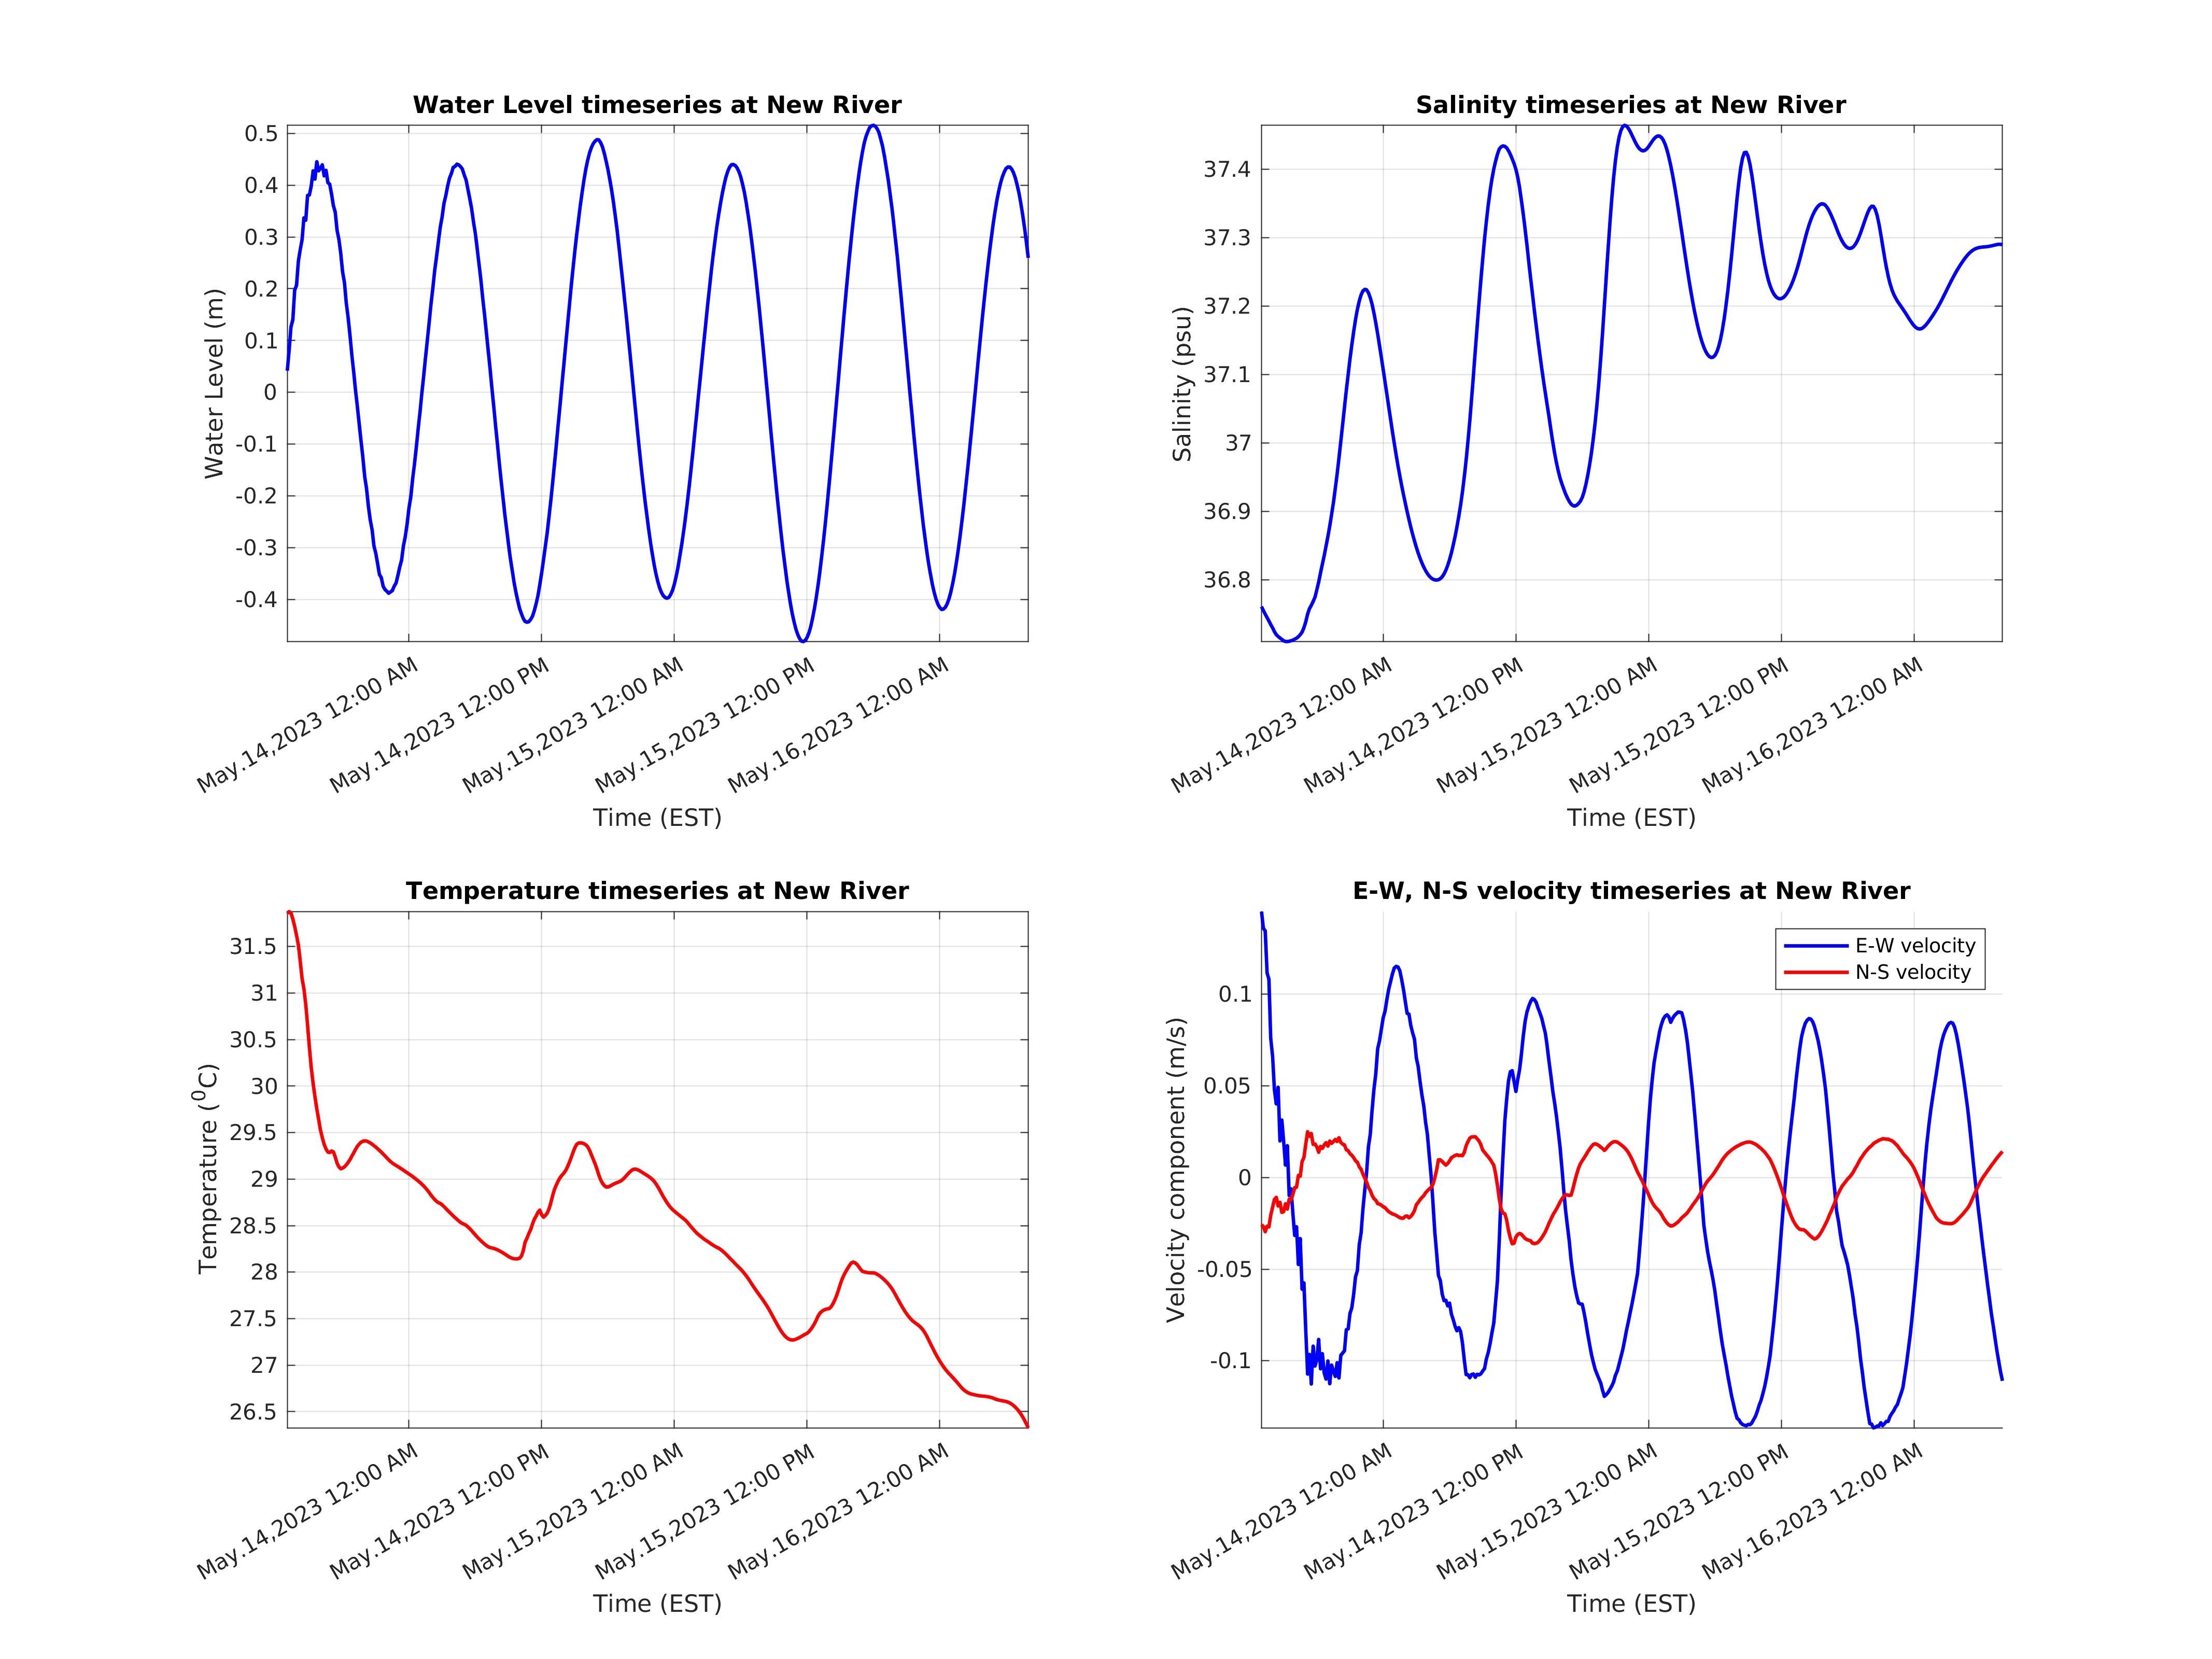 Water Level timeseries at New River
0.5
0.4
0.3
0.2
0.1
0
-0.1
-0.2
-0.3
-0.4
Water Level (m)
May.14,2023 12:00 AM
May.14,2023 12:00 PM
May.15,2023 12:00 AM
May.15,2023 12:00 PM
May.16,2023 12:00 AM
Time (EST)
Salinity timeseries at New River
37.4
37.3
37.2
37.1
37
36.9
36.8
Salinity (psu)
May.14,2023 12:00 AM
May.14,2023 12:00 PM
May.15,2023 12:00 AM
May.15,2023 12:00 PM
May.16,2023 12:00 AM
Time (EST)
Temperature timeseries at New River
31.5
31
30.5
30
29.5
29
28.5
28
27.5
27
26.5
Temperature (⁰C)
May.14,2023 12:00 AM
May.14,2023 12:00 PM
May.15,2023 12:00 AM
May.15,2023 12:00 PM
May.16,2023 12:00 AM
Time (EST)
E-W, N-S velocity timeseries at New River
E-W velocity
N-S velocity
0.1
0.05
0
-0.05
-0.1
Velocity component (m/s)
May.14,2023 12:00 AM
May.14,2023 12:00 PM
May.15,2023 12:00 AM
May.15,2023 12:00 PM
May.16,2023 12:00 AM
Time (EST)